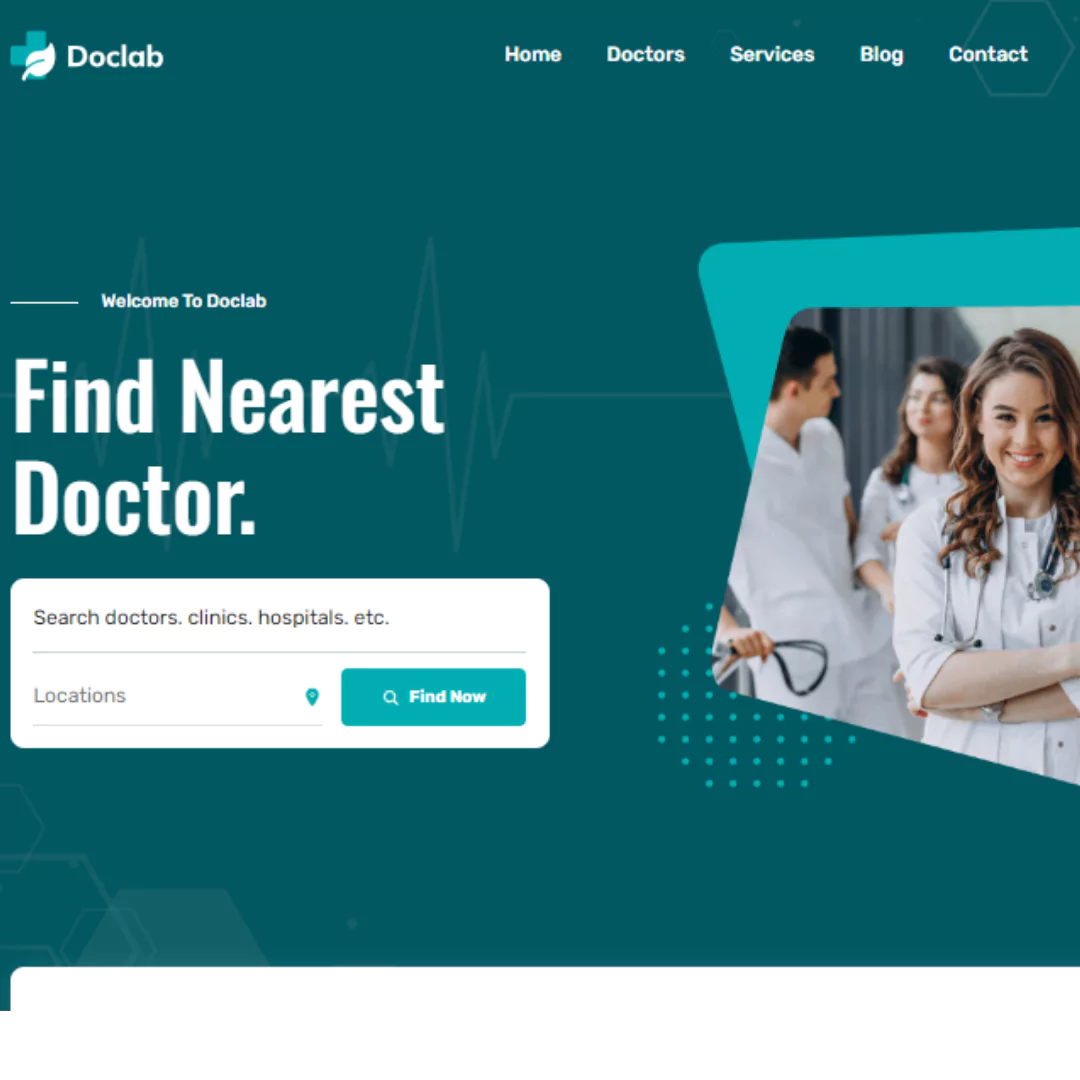 Doclab
Home Doctors Services Blog Contact
Welcome To Doclab
Find Nearest
Doctor.
Search doctors. clinics. hospitals. etc.
Locations
Find Now